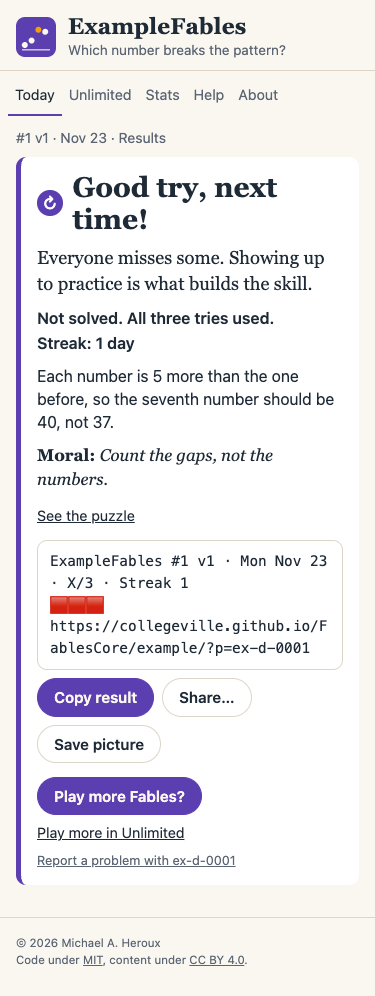 ExampleFables
Which number breaks the pattern?
Today Unlimited Stats Help About
#1 v1 · Nov 23 · Results
Good try, next
time!
Everyone misses some. Showing up
to practice is what builds the skill.
Not solved. All three tries used.
Streak: 1 day
Each number is 5 more than the one
before, so the seventh number should be
40, not 37.
Moral: Count the gaps, not the
numbers.
See the puzzle
ExampleFables #1 v1 · Mon Nov 23
· X/3 · Streak 1
🟥🟥🟥
https://collegeville.github.io/F
ablesCore/example/?p=ex-d-0001
Copy result Share...
Save picture
Play more Fables?
Play more in Unlimited
Report a problem with ex-d-0001
© 2026 Michael A. Heroux
Code under MIT, content under CC BY 4.0.